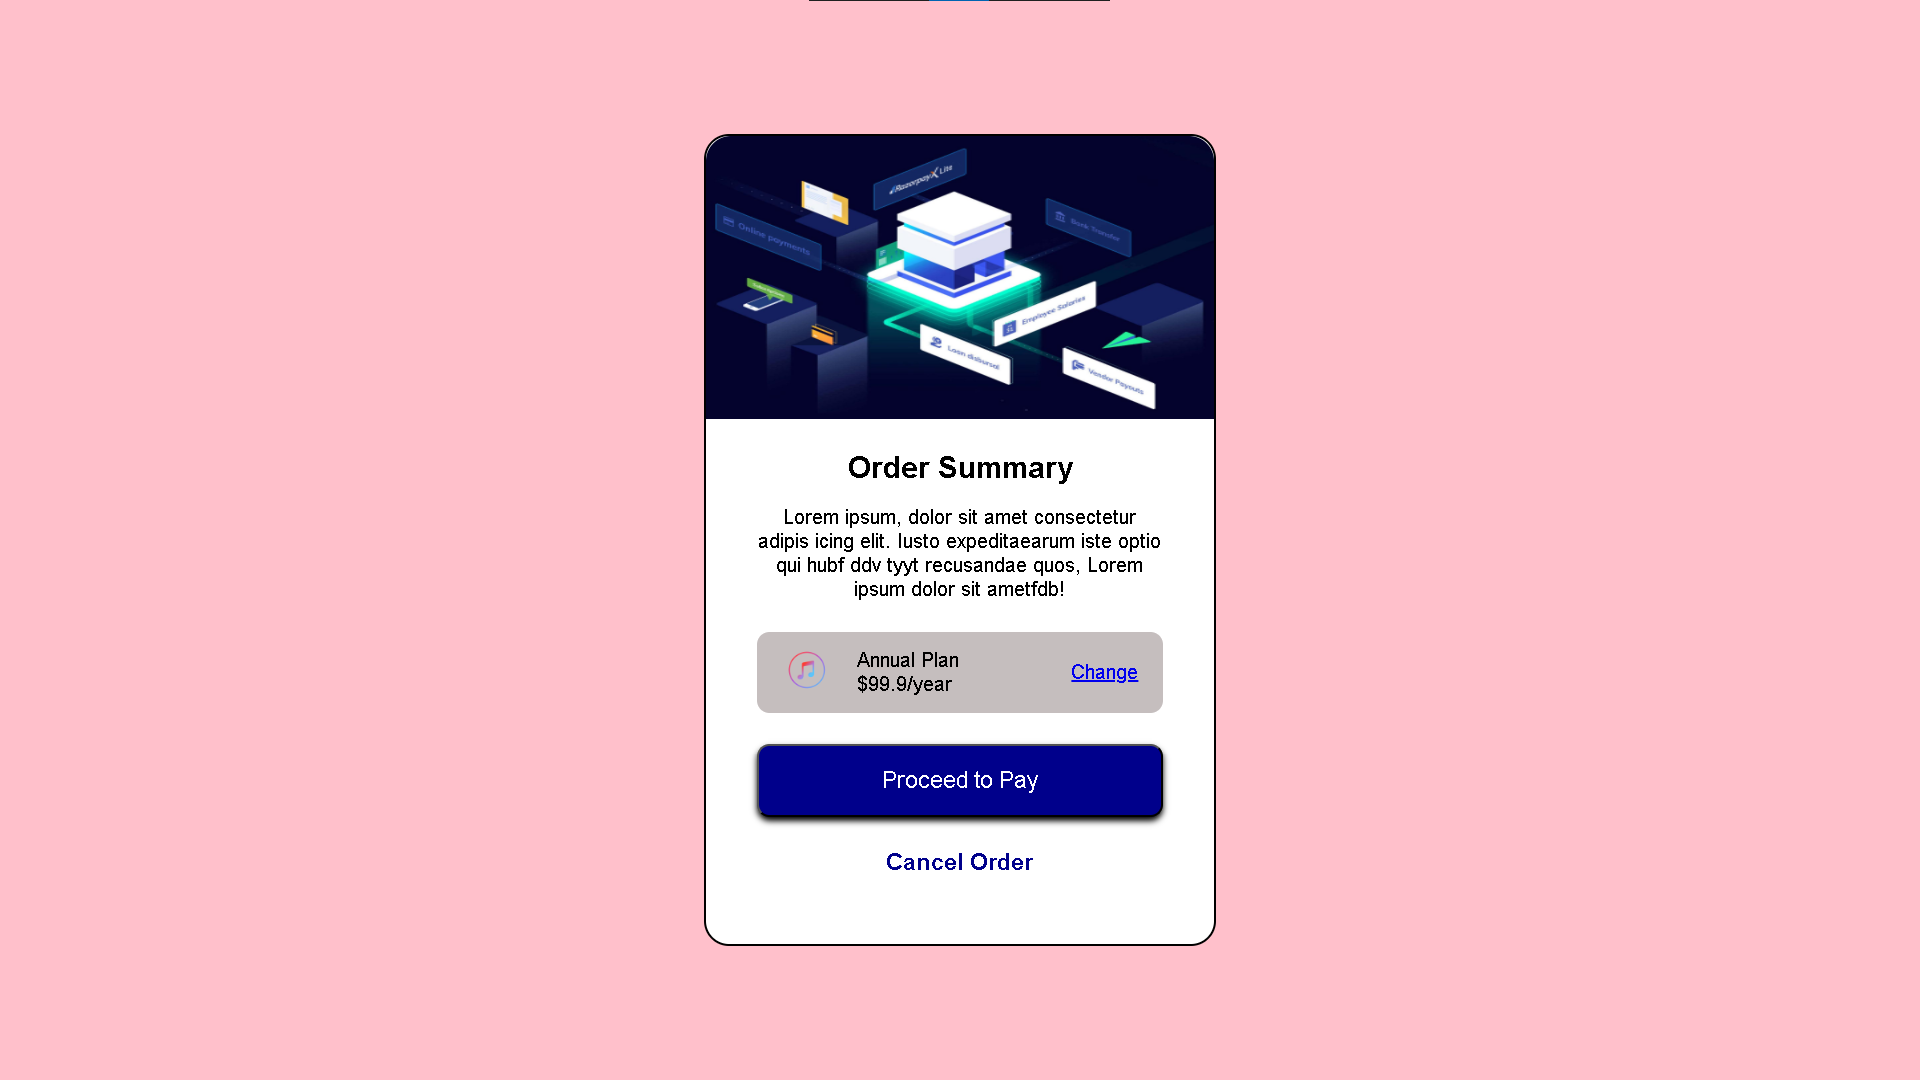 RazorpayX Lite
Online payments
Bank Transfer
Employee Salaries
Loan disbursal
Vendor Payouts
Order Summary
Lorem ipsum, dolor sit amet consectetur
adipis icing elit. Iusto expeditaearum iste optio
qui hubf ddv tyyt recusandae quos, Lorem
ipsum dolor sit ametfdb!
Annual Plan
$99.9/year
Change
Proceed to Pay
Cancel Order